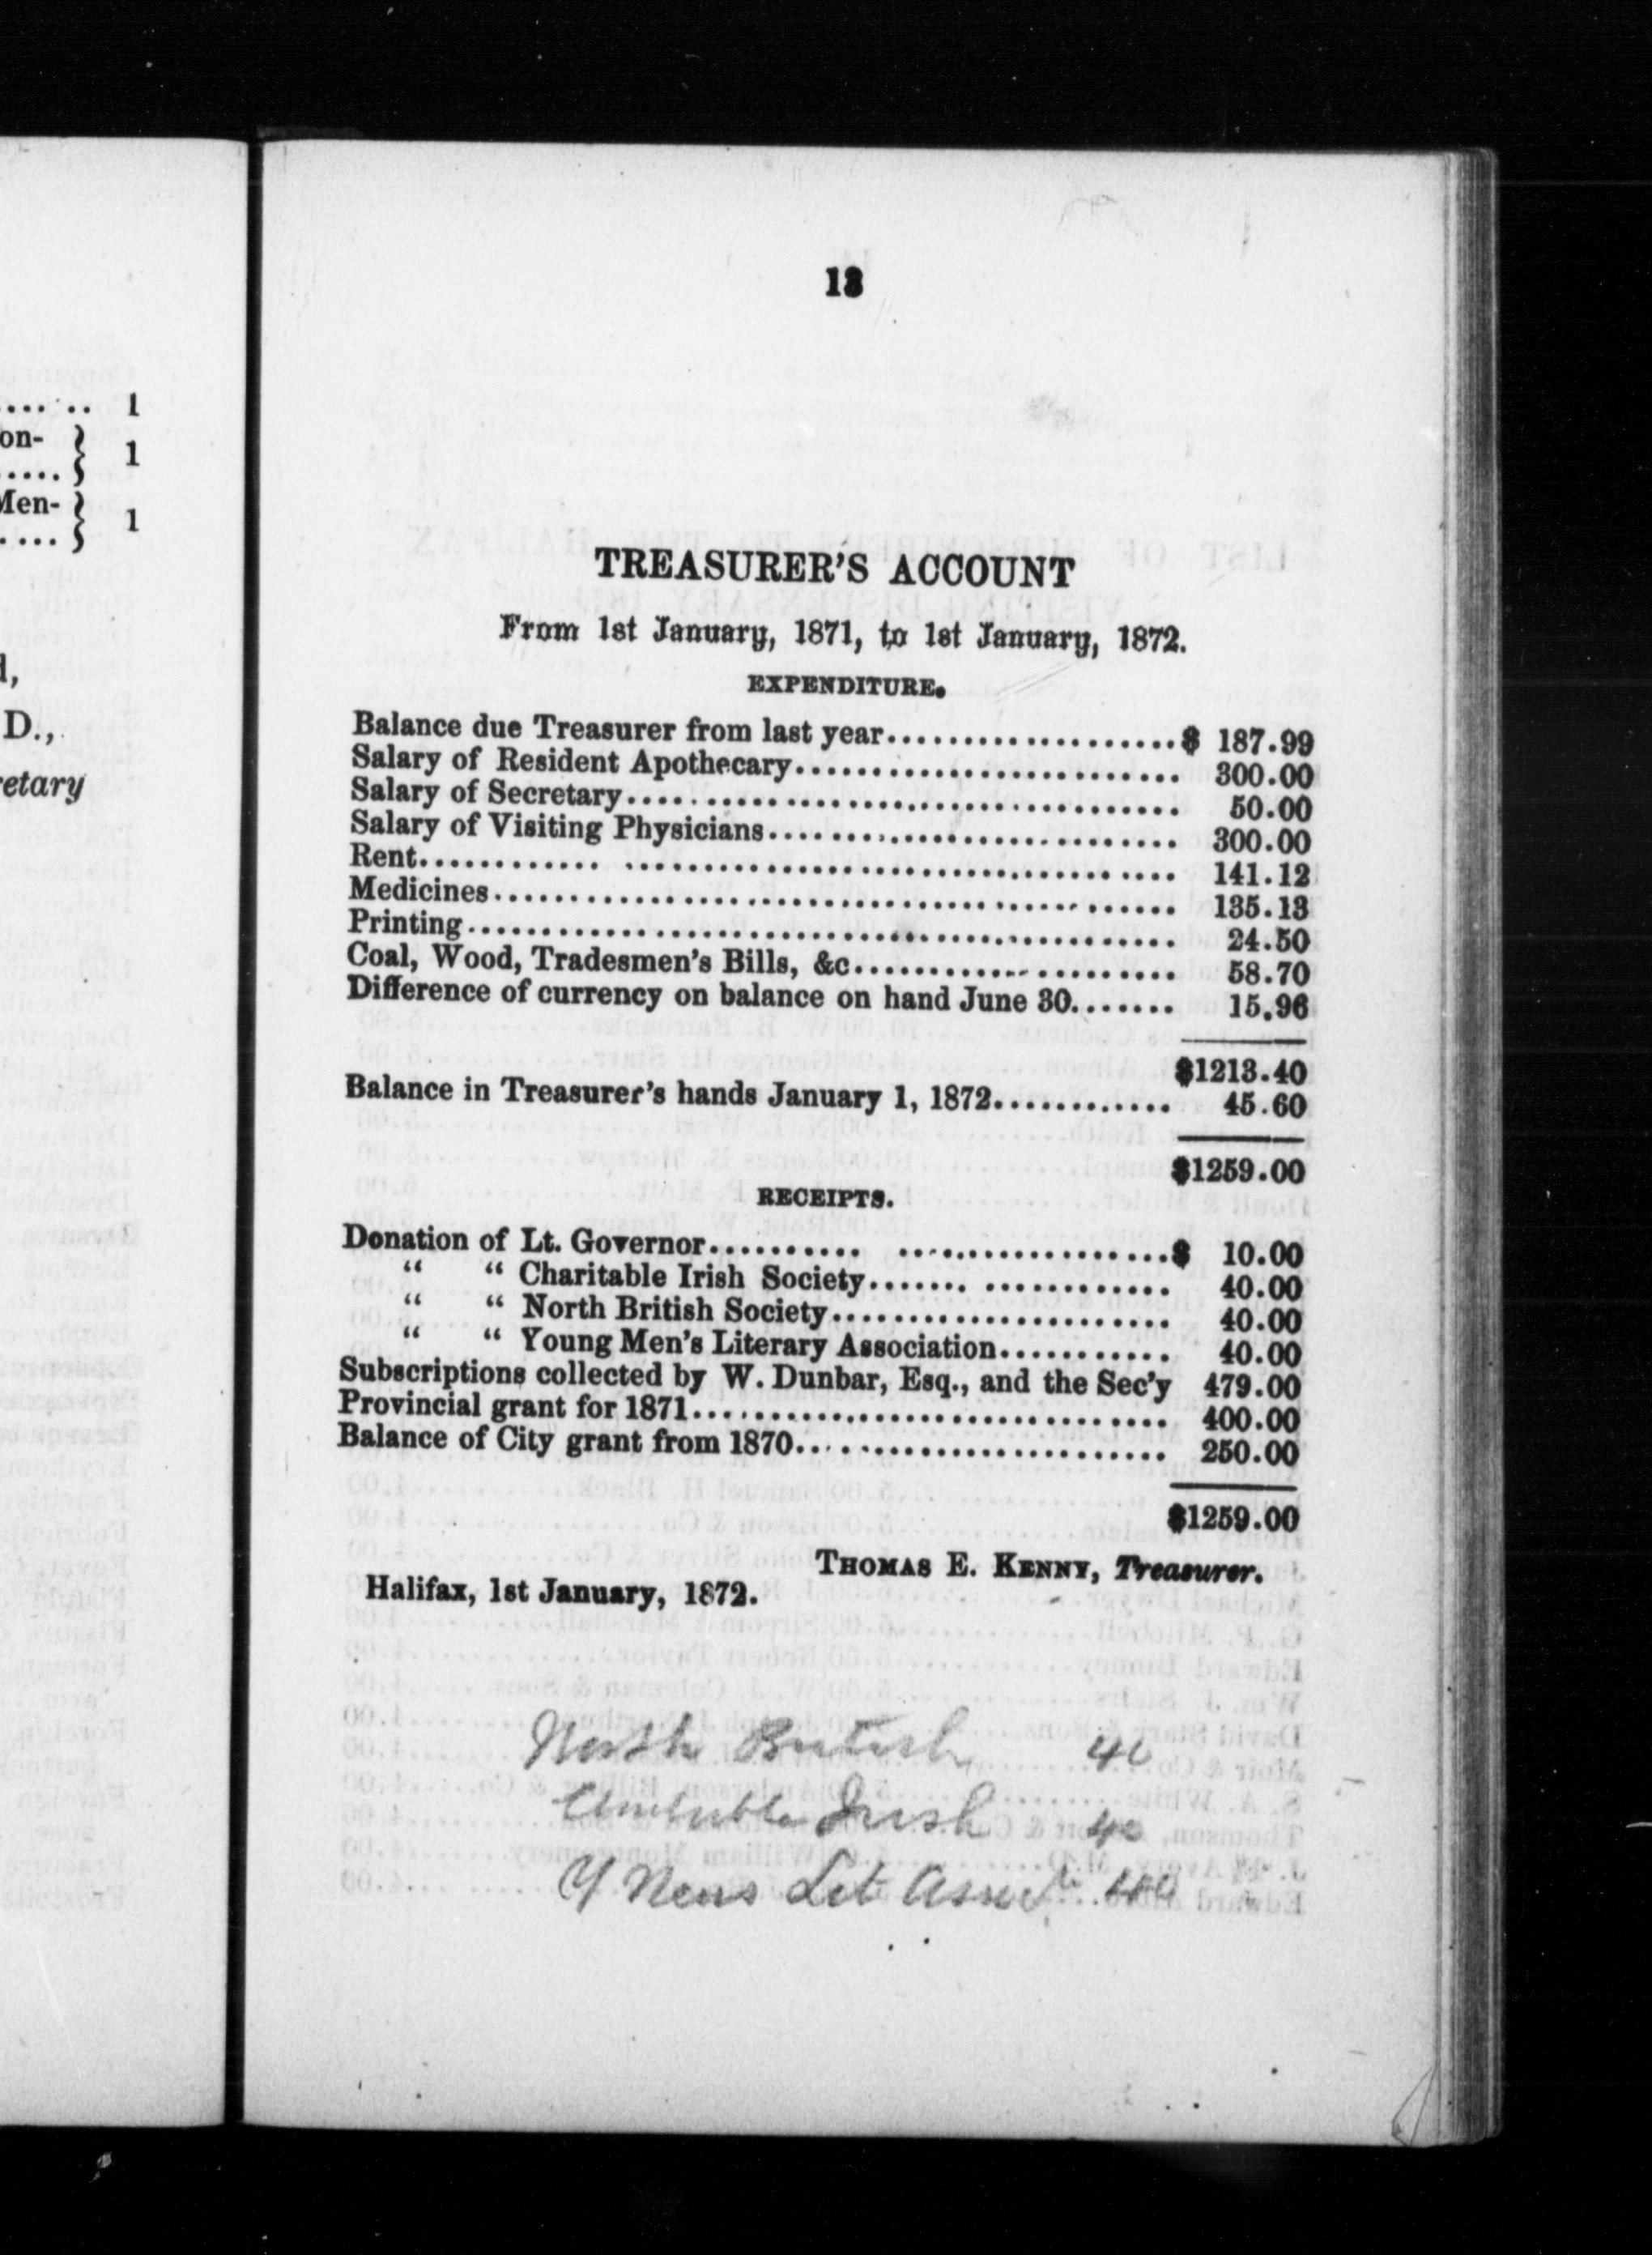 13
TREASURER'S ACCOUNT
From 1st January, 1871, to 1st January, 1872.
EXPENDITURE.
Balance due Treasurer from last year...................$ 187.99
Salary of Resident Apothecary.......................... 300.00
Salary of Secretary..................................... 50.00
Salary of Visiting Physicians........................... 300.00
Rent............ ..................................... 141.12
Medicines.............................................. 135.13
Printing............................................... 24.50
Coal, Wood, Tradesmen's Bills, &c...................... 58.70
Difference of currency on balance on hand June 30....... 15.96
$1213.40
Balance in Treasurer's hands January 1, 1872............ 45.60
$1259.00
RECEIPTS.
Donation of Lt. Governor.......... ..................$ 10.00
“ “ Charitable Irish Society....... ............ 40.00
“ “ North British Society....................... 40.00
“ “ Young Men's Literary Association........... 40.00
Subscriptions collected by W. Dunbar, Esq., and the Sec'y 479.00
Provincial grant for 1871................................ 400.00
Balance of City grant from 1870......................... 250.00
$1259.00
THOMAS E. KENNY, Treasurer.
Halifax, 1st January, 1872.
North British 40
Irish 40
Y Mens Lit 40
..... .. 1
on- } 1
Men- } 1
D.,
retary